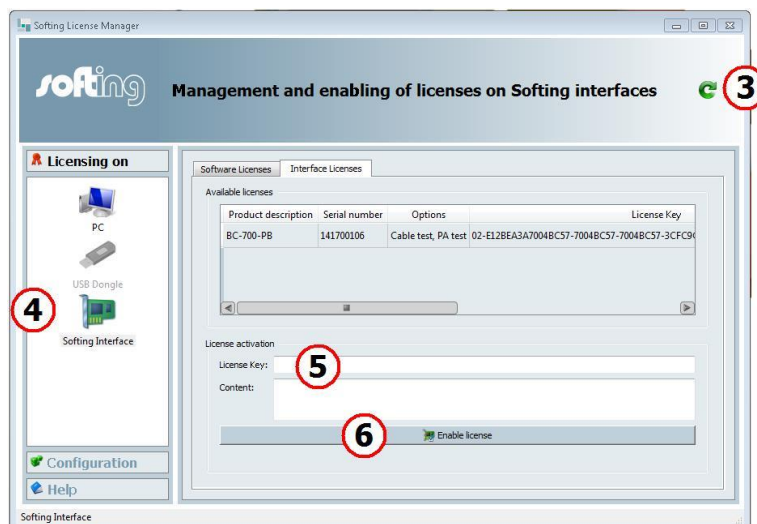 Softing License Manager
softing
Management and enabling of licenses on Softing interfaces
3
Licensing on
PC
USB Dongle
4
Softing Interface
Configuration
Help
Software Licenses Interface Licenses
Available licenses
Product description Serial number Options License Key
BC-700-PB 141700106 Cable test, PA test 02-E12BEA3A7004BC57-7004BC57-7004BC57-3CFC9
License activation
License Key:
5
Content:
6
Enable license
Softing Interface